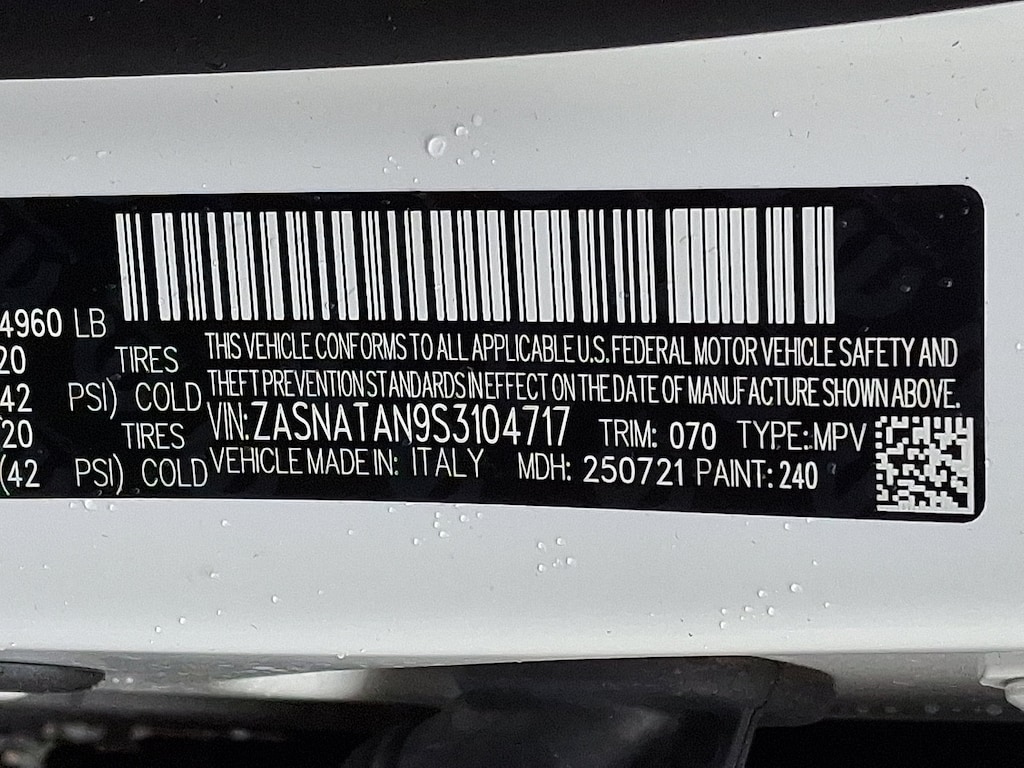 THIS VEHICLE CONFORMS TO ALL APPLICABLE U.S. FEDERAL MOTOR VEHICLE SAFETY AND
THEFT PREVENTION STANDARDS IN EFFECT ON THE DATE OF MANUFACTURE SHOWN ABOVE.
4960 LB
20 TIRES
42 PSI) COLD
VIN: ZASNATAN9S3104717 TRIM: 070 TYPE: MPV
/20 TIRES
(42 PSI) COLD
VEHICLE MADE IN: ITALY MDH: 250721 PAINT: 240